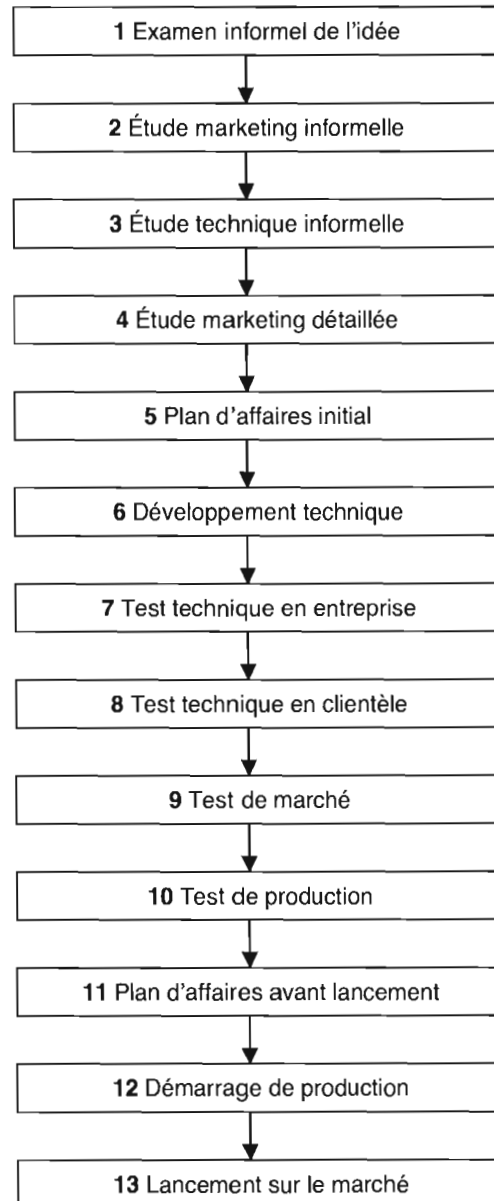 1 Examen informel de l'idée
2 Étude marketing informelle
3 Étude technique informelle
4 Étude marketing détaillée
5 Plan d'affaires initial
6 Développement technique
7 Test technique en entreprise
8 Test technique en clientèle
9 Test de marché
10 Test de production
11 Plan d'affaires avant lancement
12 Démarrage de production
13 Lancement sur le marché